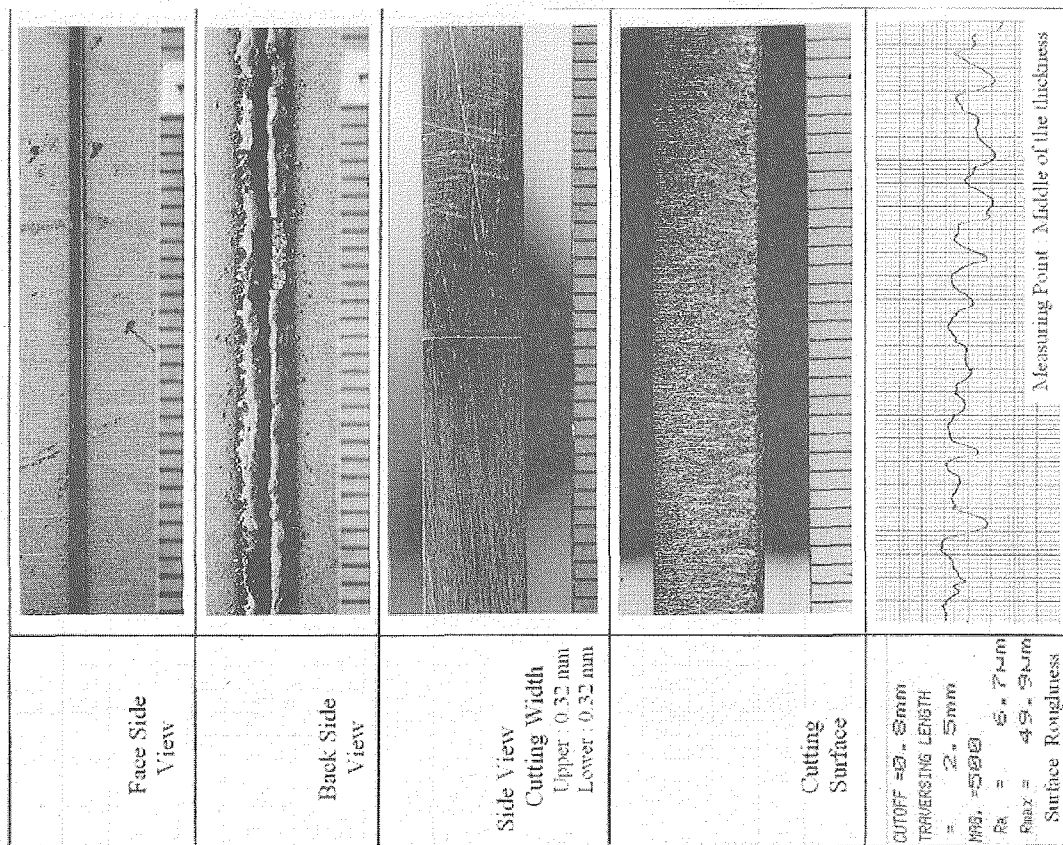 Face Side
View
Back Side
View
Side View
Cutting Width
Upper : 0.32 mm
Lower : 0.32 mm
Cutting
Surface
CUTOFF =0.8mm
TRAVERSING LENGTH
= 2.5mm
MAG. =500
Ra = 6.7µm
Rmax = 49.9µm
Surface Roughness
Measuring Point Middle of the thickness